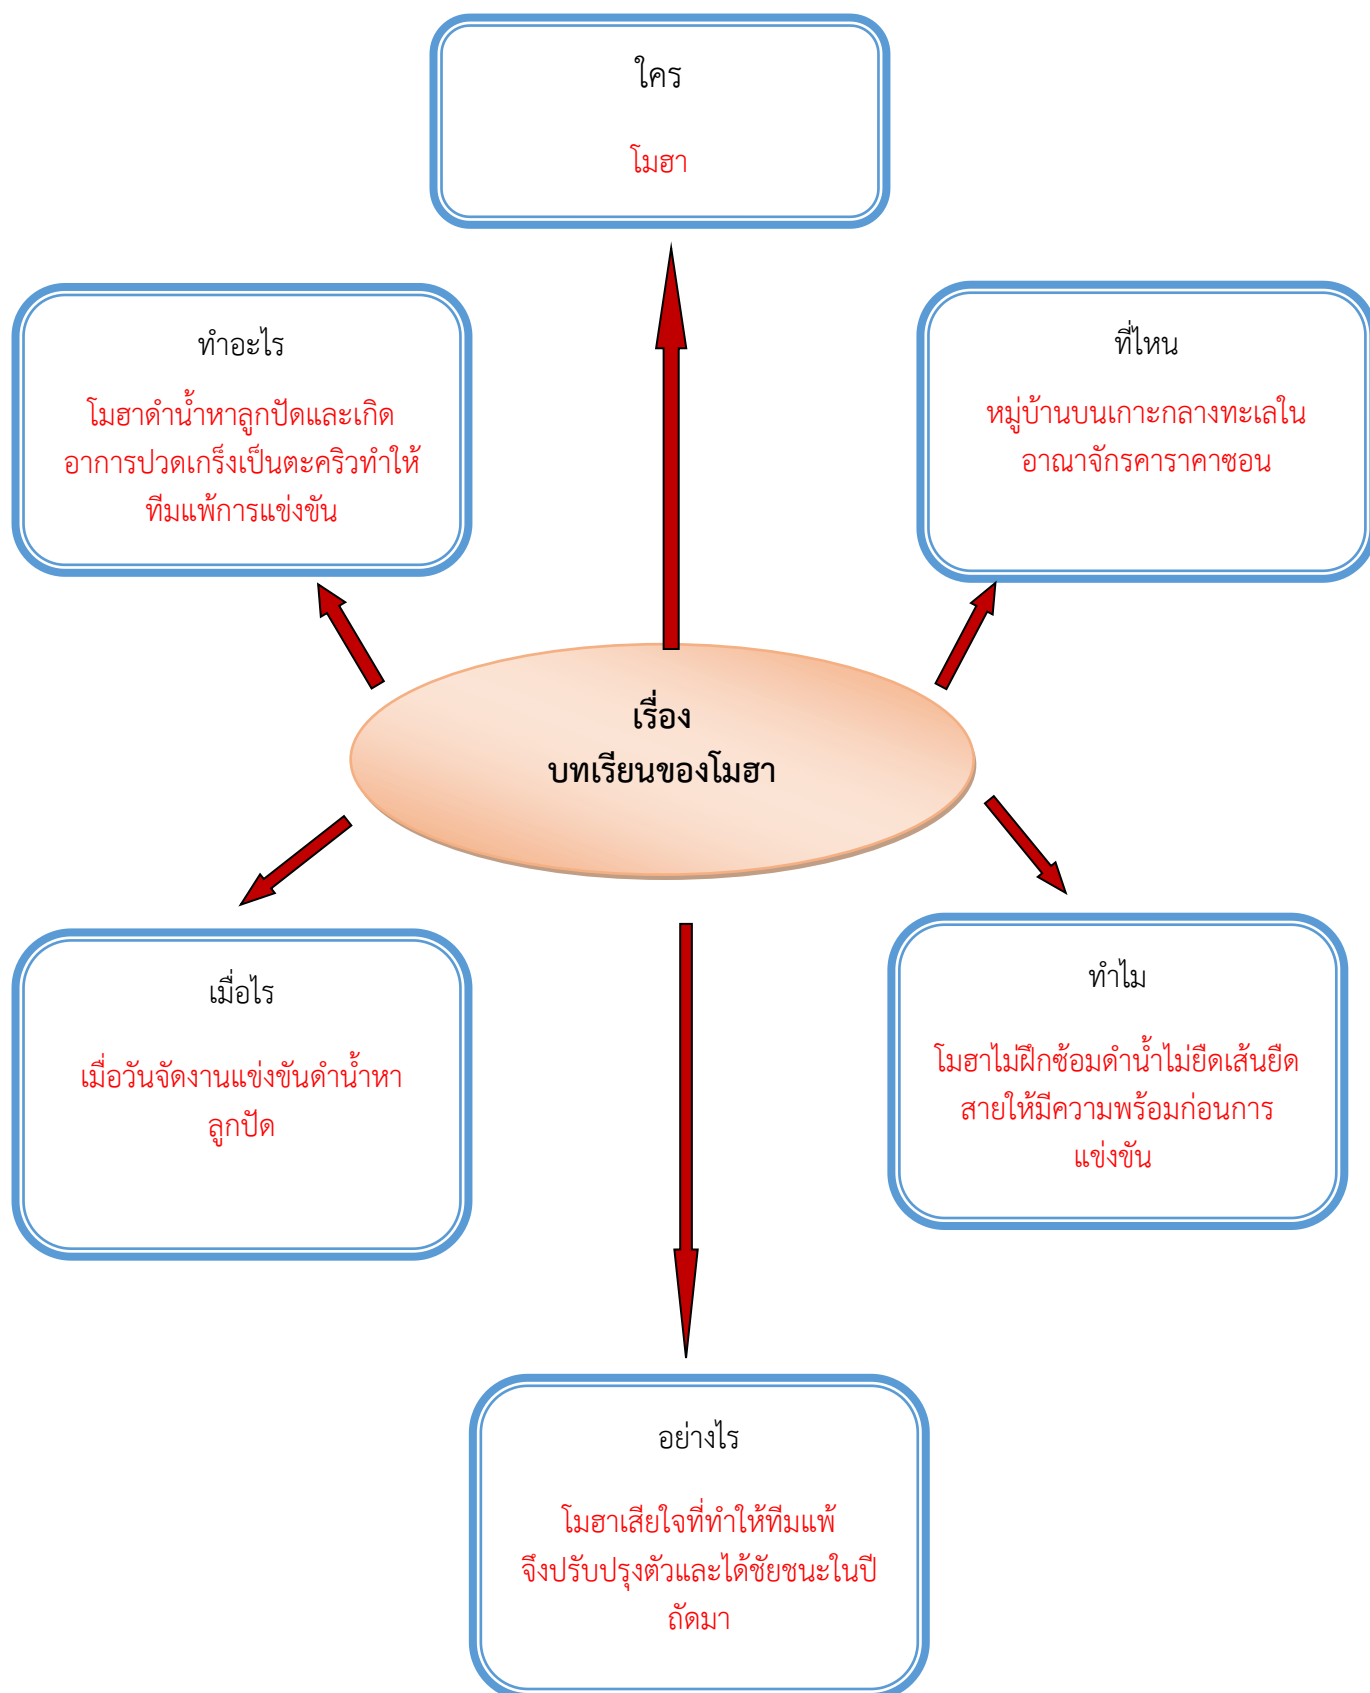 ใคร
โมฮา
ทำอะไร
โมฮาดำน้ำหาลูกปัดและเกิด
อาการปวดเกร็งเป็นตะคริวทำให้
ทีมแพ้การแข่งขัน
ที่ไหน
หมู่บ้านบนเกาะกลางทะเลใน
อาณาจักรคาราคาซอน
เรื่อง
บทเรียนของโมฮา
เมื่อไร
เมื่อวันจัดงานแข่งขันดำน้ำหา
ลูกปัด
ทำไม
โมฮาไม่ฝึกซ้อมดำน้ำไม่ยืดเส้นยืด
สายให้มีความพร้อมก่อนการ
แข่งขัน
อย่างไร
โมฮาเสียใจที่ทำให้ทีมแพ้
จึงปรับปรุงตัวและได้ชัยชนะในปี
ถัดมา